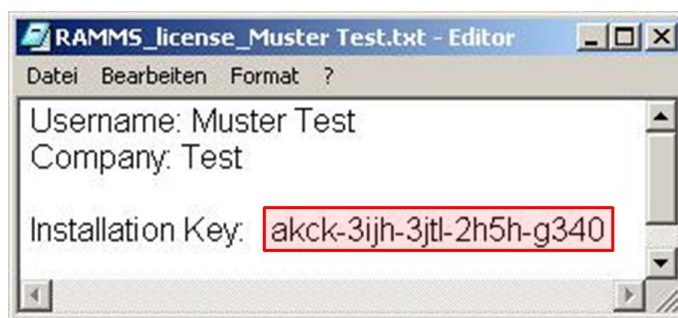 RAMMS_license_Muster Test.txt - Editor
Datei Bearbeiten Format ?
Username: Muster Test
Company: Test
Installation Key: akck-3ijh-3jtl-2h5h-g340